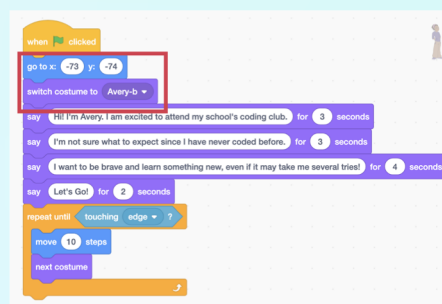 when clicked
go to x: -73 y: -74
switch costume to Avery-b
say Hi! I'm Avery. I am excited to attend my school's coding club. for 3 seconds
say I'm not sure what to expect since I have never coded before. for 3 seconds
say I want to be brave and learn something new, even if it may take me several tries! for 4 seconds
say Let's Go! for 2 seconds
repeat until touching edge ?
move 10 steps
next costume